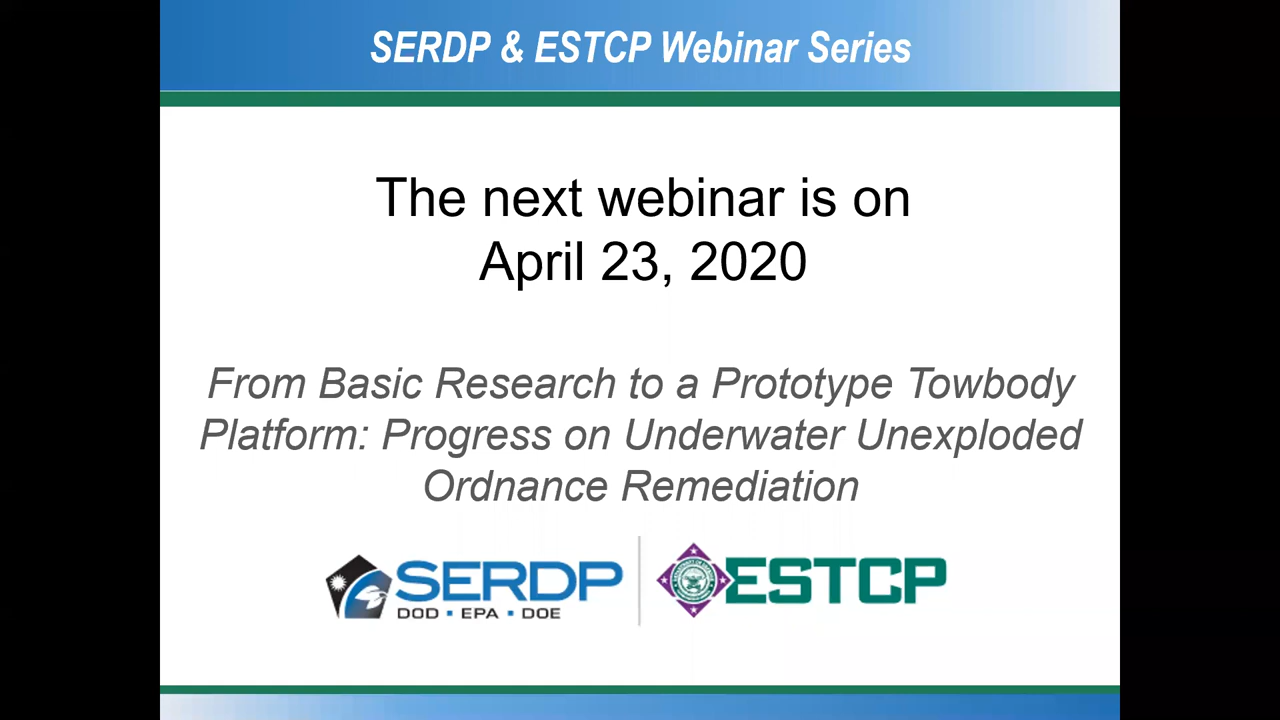 SERDP & ESTCP Webinar Series
The next webinar is on
April 23, 2020
From Basic Research to a Prototype Towbody
Platform: Progress on Underwater Unexploded
Ordnance Remediation
SERDP
DOD • EPA • DOE
ESTCP